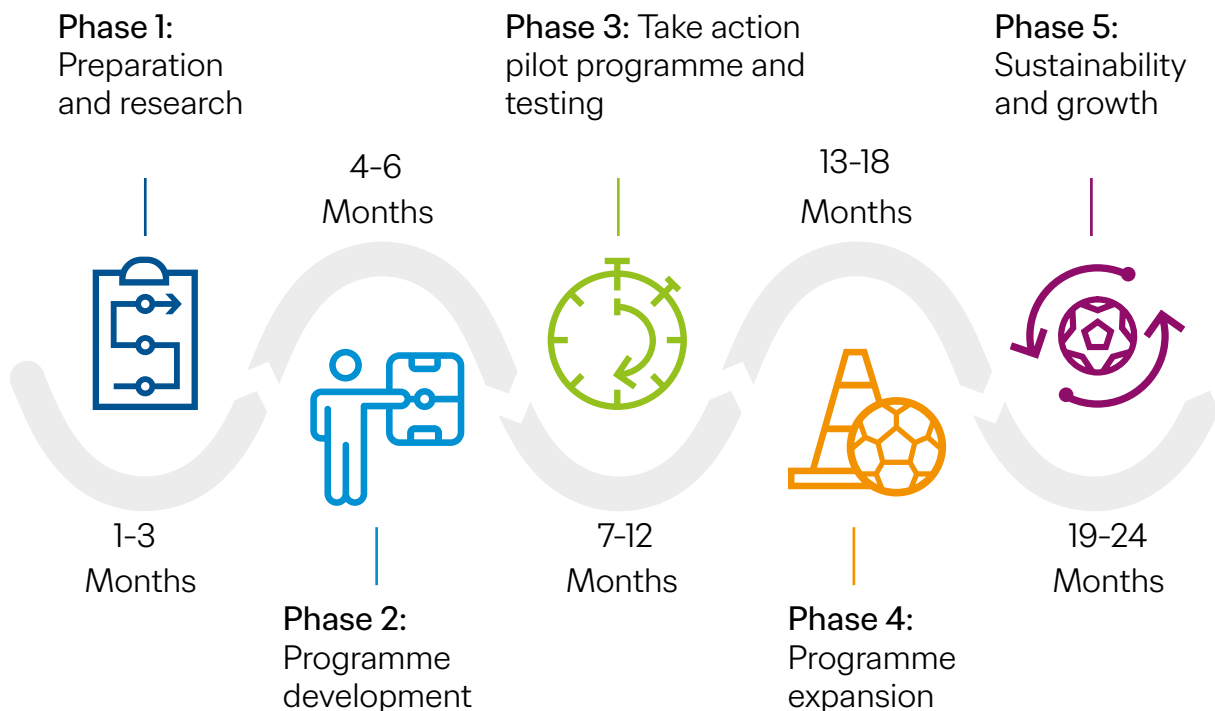 Phase 1:
Preparation
and research
1-3
Months
4-6
Months
Phase 2:
Programme
development
Phase 3: Take action
pilot programme and
testing
7-12
Months
13-18
Months
Phase 4:
Programme
expansion
Phase 5:
Sustainability
and growth
19-24
Months